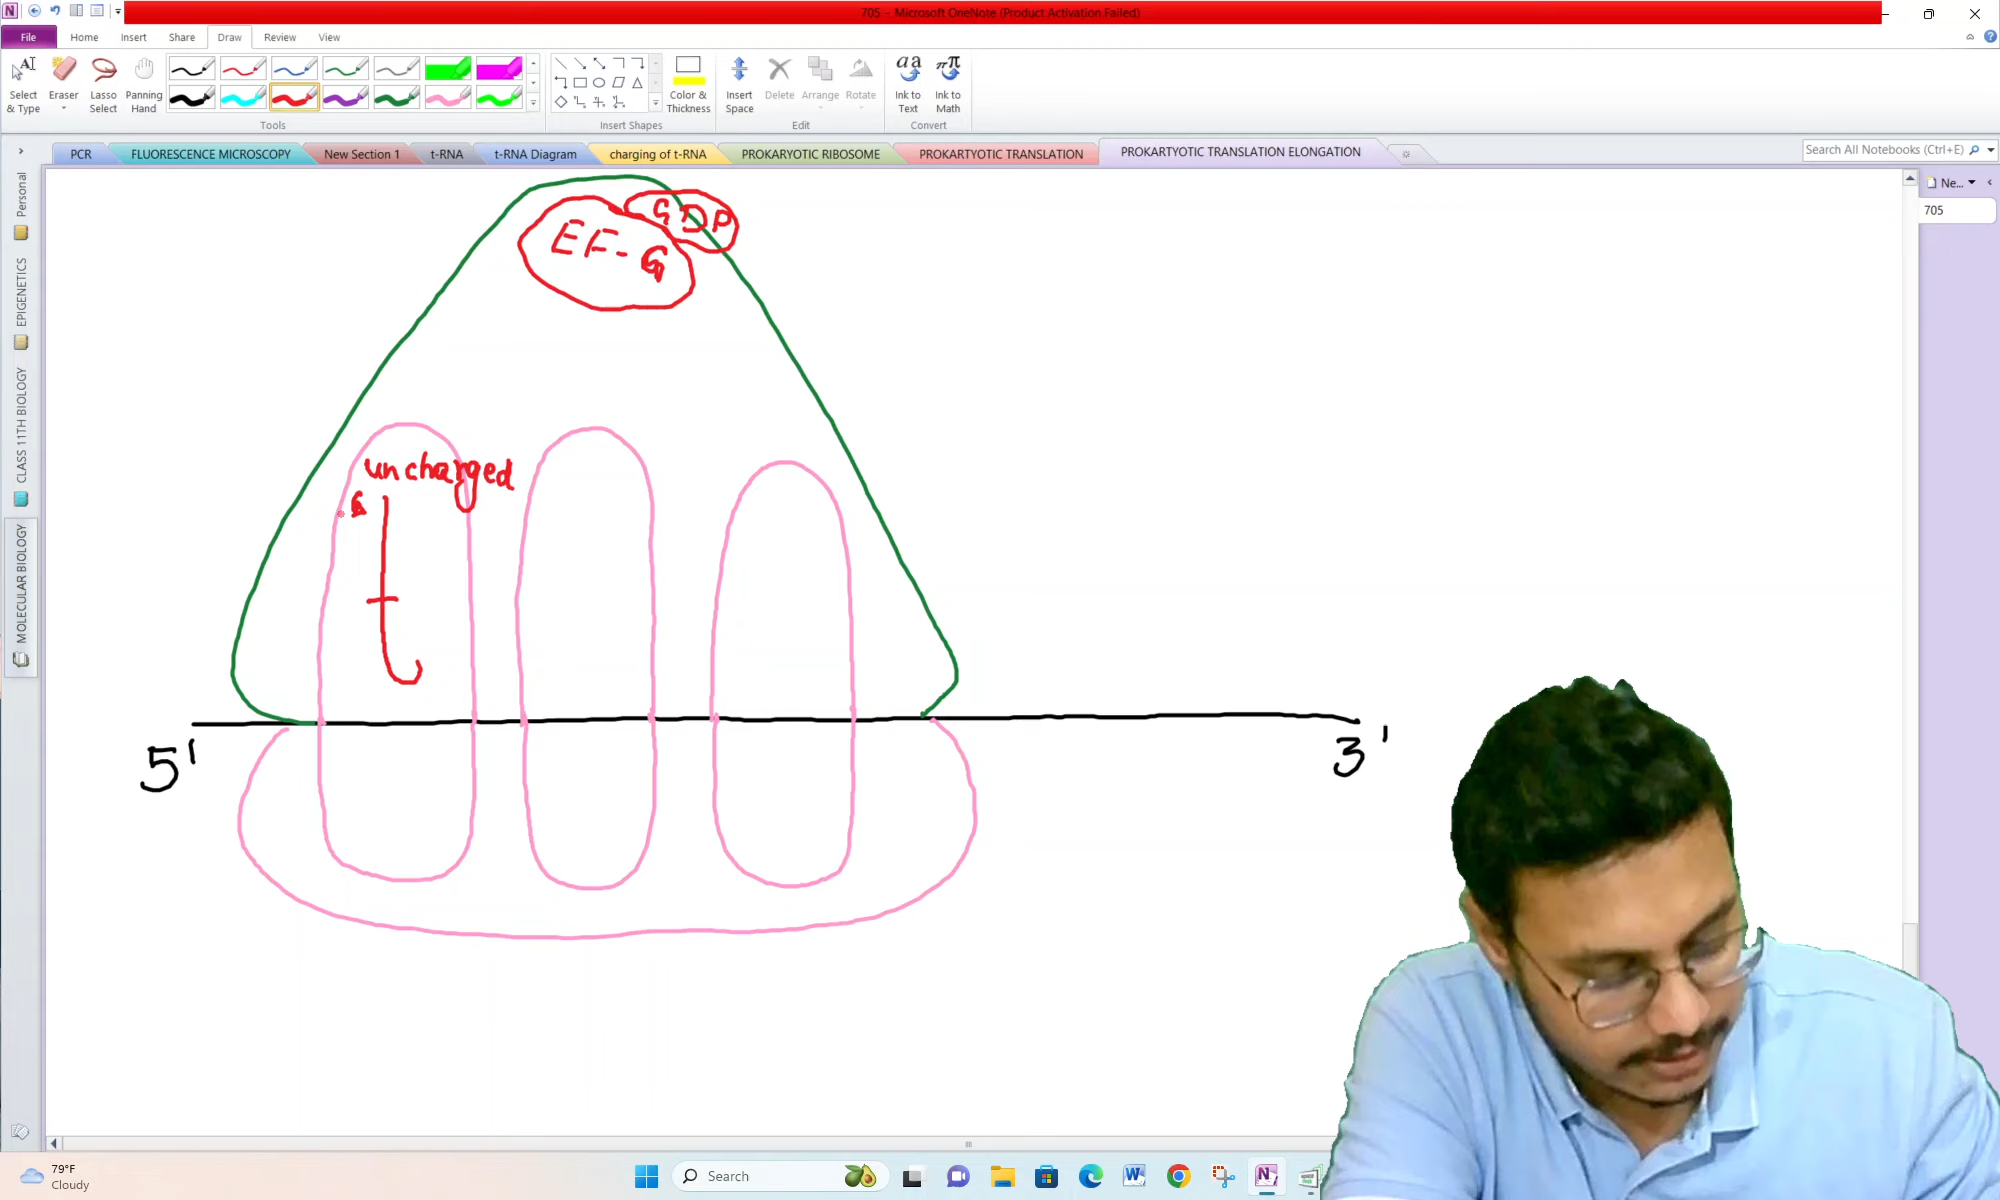 705 - Microsoft OneNote (Product Activation Failed)
File Home Insert Share Draw Review View
Select & Type
Eraser
Lasso Select
Panning Hand
Tools
Insert Shapes
Color & Thickness
Insert Space
Delete
Arrange
Rotate
Edit
Ink to Text
Ink to Math
Convert
PCR FLUORESCENCE MICROSCOPY New Section 1 t-RNA t-RNA Diagram charging of t-RNA PROKARYOTIC RIBOSOME PROKARTYOTIC TRANSLATION PROKARTYOTIC TRANSLATION ELONGATION
Search All Notebooks (Ctrl+E)
Ne...
705
Personal
EPIGENETICS
CLASS 11TH BIOLOGY
MOLECULAR BIOLOGY
GDP
EF-G
uncharged
5'
3'
79°F
Cloudy
Search